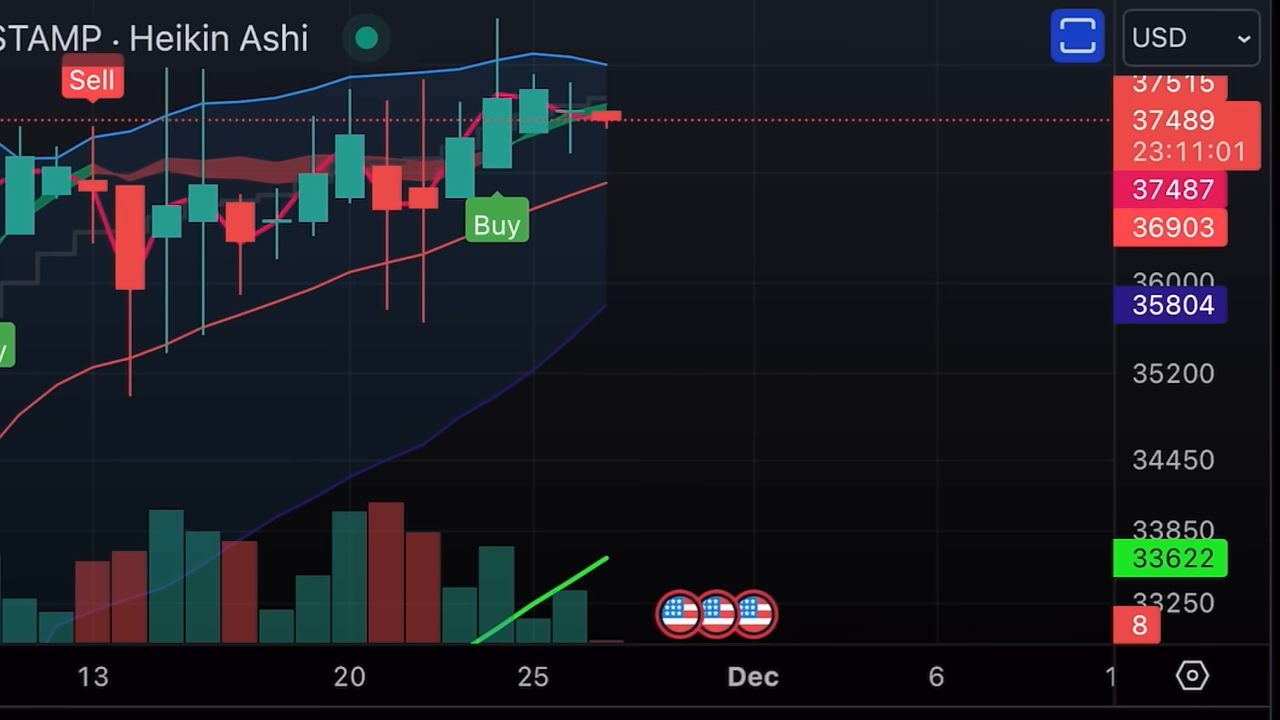 STAMP · Heikin Ashi
USD
Sell
37515
37489
23:11:01
37487
36903
Buy
36000
35804
y
35200
34450
33850
33622
33250
8
13 20 25 Dec 6 1